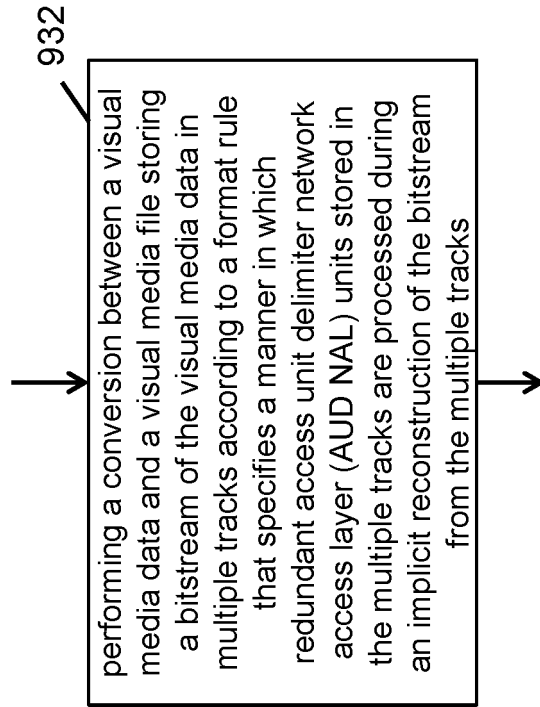 932
performing a conversion between a visual
media data and a visual media file storing
a bitstream of the visual media data in
multiple tracks according to a format rule
that specifies a manner in which
redundant access unit delimiter network
access layer (AUD NAL) units stored in
the multiple tracks are processed during
an implicit reconstruction of the bitstream
from the multiple tracks